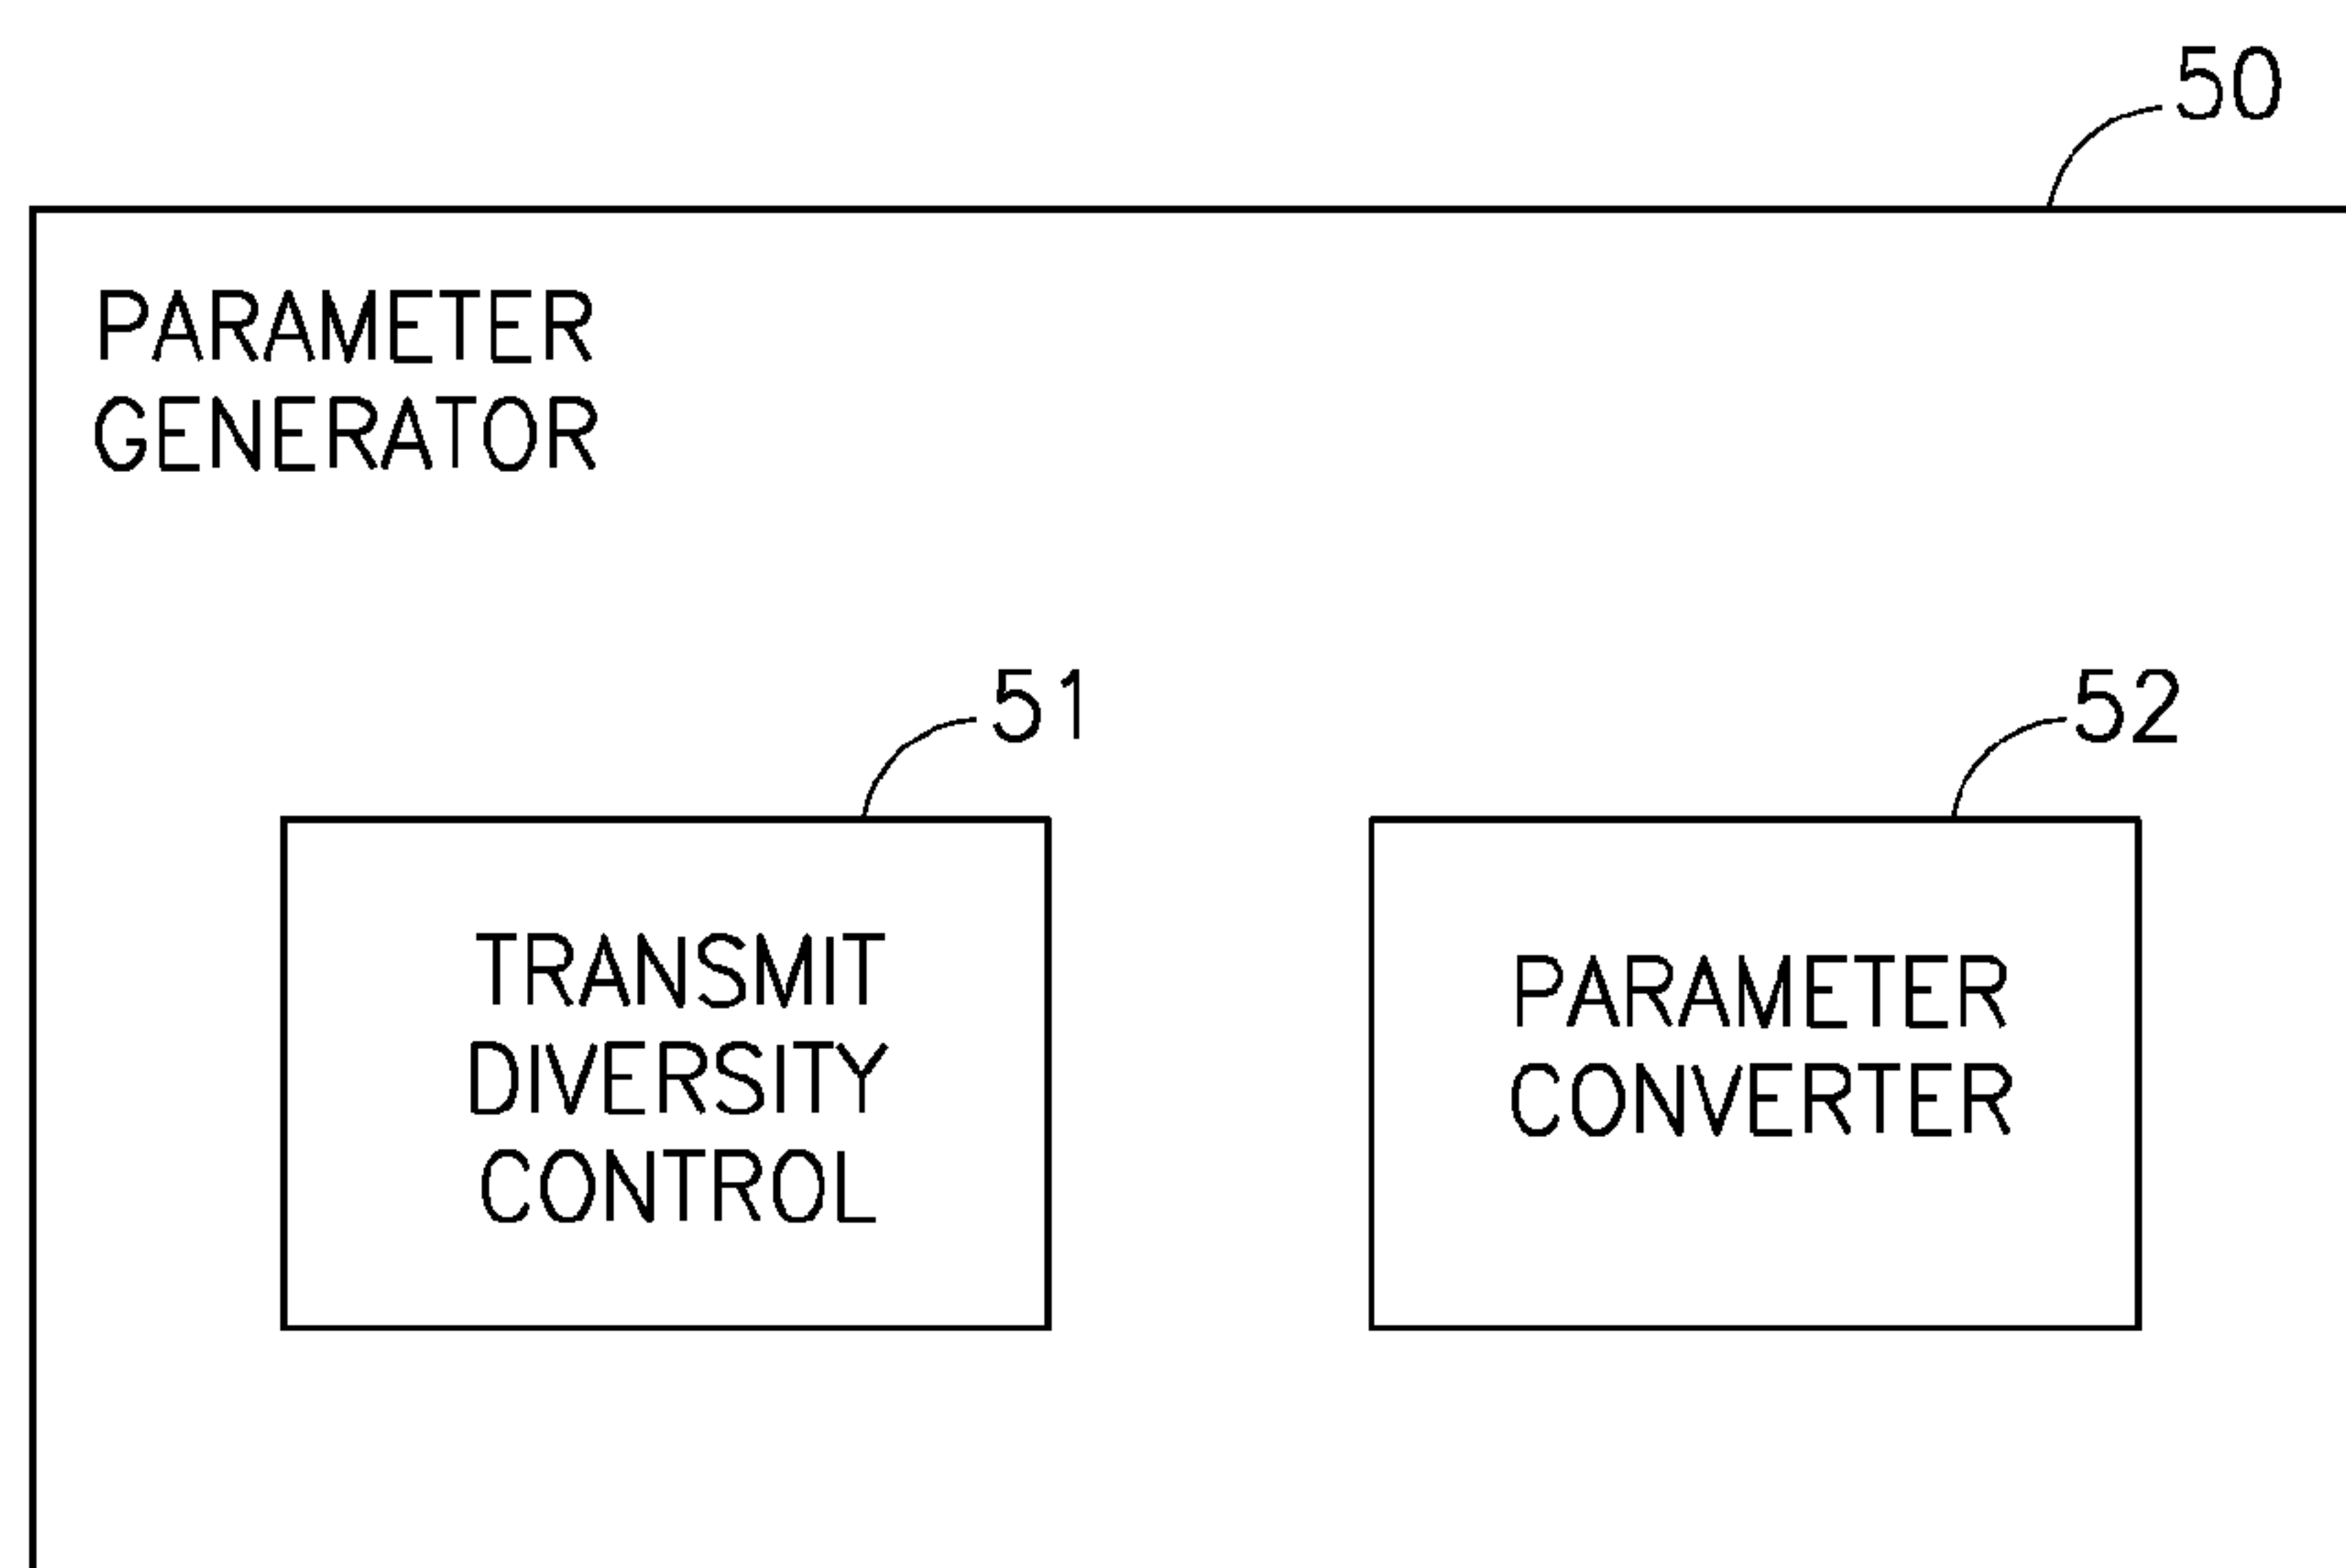 50
PARAMETER
GENERATOR
51
52
TRANSMIT
DIVERSITY
CONTROL
PARAMETER
CONVERTER